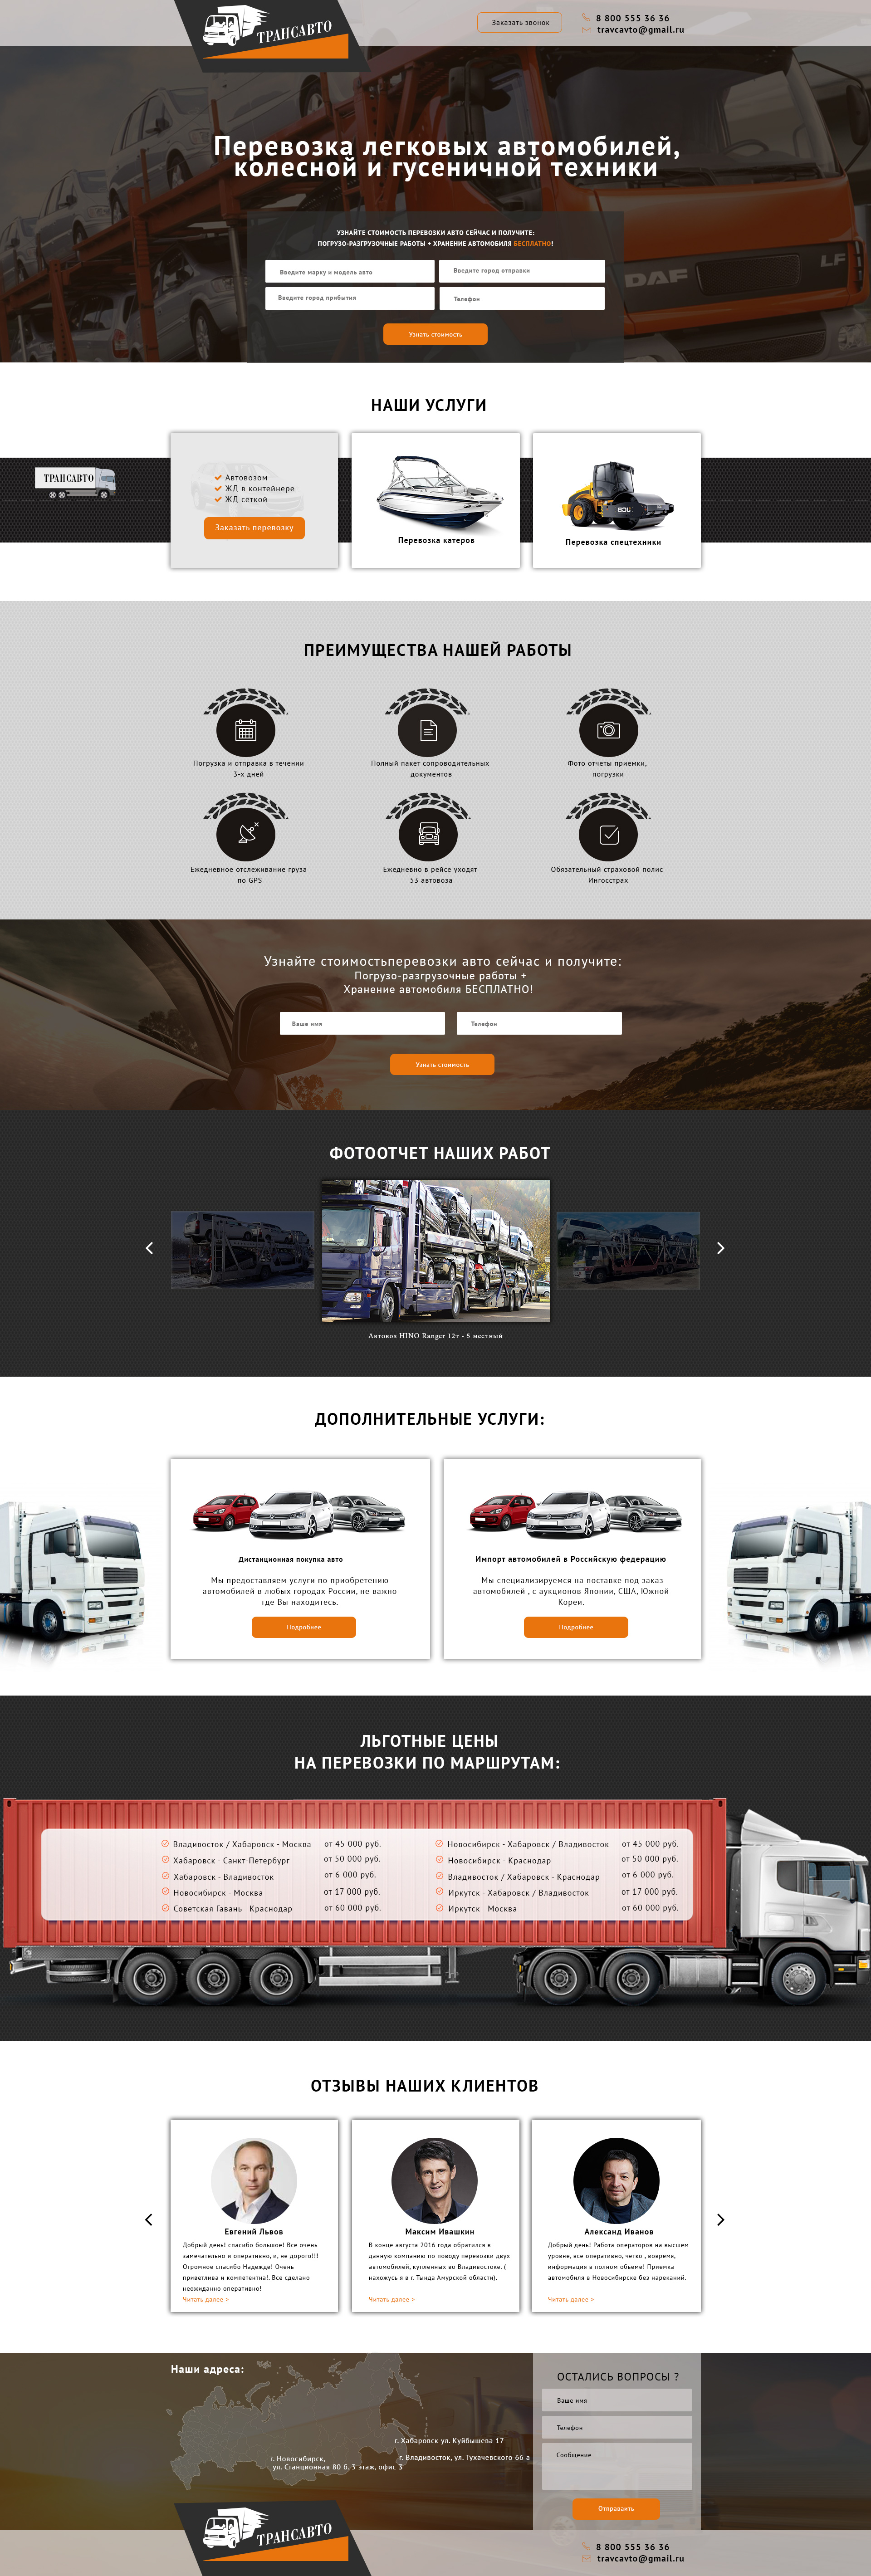 ТРАНСАВТО
Заказать звонок
8 800 555 36 36
travcavto@gmail.ru
Перевозка легковых автомобилей,
колесной и гусеничной техники
УЗНАЙТЕ СТОИМОСТЬ ПЕРЕВОЗКИ АВТО СЕЙЧАС И ПОЛУЧИТЕ:
ПОГРУЗО-РАЗГРУЗОЧНЫЕ РАБОТЫ + ХРАНЕНИЕ АВТОМОБИЛЯ БЕСПЛАТНО!
Введите марку и модель авто
Введите город отправки
Введите город прибытия
Телефон
Узнать стоимость
DAF
LF
НАШИ УСЛУГИ
ТРАНСАВТО
Автовозом
ЖД в контейнере
ЖД сеткой
Заказать перевозку
Перевозка катеров
Перевозка спецтехники
ПРЕИМУЩЕСТВА НАШЕЙ РАБОТЫ
Погрузка и отправка в течении
3-х дней
Полный пакет сопроводительных
документов
Фото отчеты приемки,
погрузки
Ежедневное отслеживание груза
по GPS
Ежедневно в рейсе уходят
53 автовоза
Обязательный страховой полис
Ингосстрах
Узнайте стоимостьперевозки авто сейчас и получите:
Погрузо-разгрузочные работы +
Хранение автомобиля БЕСПЛАТНО!
Ваше имя
Телефон
Узнать стоимость
ФОТООТЧЕТ НАШИХ РАБОТ
Автовоз HINO Ranger 12т - 5 местный
ДОПОЛНИТЕЛЬНЫЕ УСЛУГИ:
Дистанционная покупка авто
Мы предоставляем услуги по приобретению
автомобилей в любых городах России, не важно
где Вы находитесь.
Подробнее
Импорт автомобилей в Российскую федерацию
Мы специализируемся на поставке под заказ
автомобилей , с аукционов Японии, США, Южной
Кореи.
Подробнее
ЛЬГОТНЫЕ ЦЕНЫ
НА ПЕРЕВОЗКИ ПО МАРШРУТАМ:
Владивосток / Хабаровск - Москва от 45 000 руб.
Хабаровск - Санкт-Петербург от 50 000 руб.
Хабаровск - Владивосток от 6 000 руб.
Новосибирск - Москва от 17 000 руб.
Советская Гавань - Краснодар от 60 000 руб.
Новосибирск - Хабаровск / Владивосток от 45 000 руб.
Новосибирск - Краснодар от 50 000 руб.
Владивосток / Хабаровск - Краснодар от 6 000 руб.
Иркутск - Хабаровск / Владивосток от 17 000 руб.
Иркутск - Москва от 60 000 руб.
ОТЗЫВЫ НАШИХ КЛИЕНТОВ
Евгений Львов
Добрый день! спасибо большое! Все очень
замечательно и оперативно, и, не дорого!!!
Огромное спасибо Надежде! Очень
приветлива и компетентна!. Все сделано
неожиданно оперативно!
Читать далее >
Максим Ивашкин
В конце августа 2016 года обратился в
данную компанию по поводу перевозки двух
автомобилей, купленных во Владивостоке. (
нахожусь я в г. Тында Амурской области).
Читать далее >
Александ Иванов
Добрый день! Работа операторов на высшем
уровне, все оперативно, четко , вовремя,
информация в полном объеме! Приемка
автомобиля в Новосибирске без нареканий.
Читать далее >
Наши адреса:
г. Хабаровск ул. Куйбышева 17
г. Владивосток, ул. Тухачевского 66 а
г. Новосибирск,
ул. Станционная 80 б, 3 этаж, офис 3
ОСТАЛИСЬ ВОПРОСЫ ?
Ваше имя
Телефон
Сообщение
Отправаить
ТРАНСАВТО
8 800 555 36 36
travcavto@gmail.ru